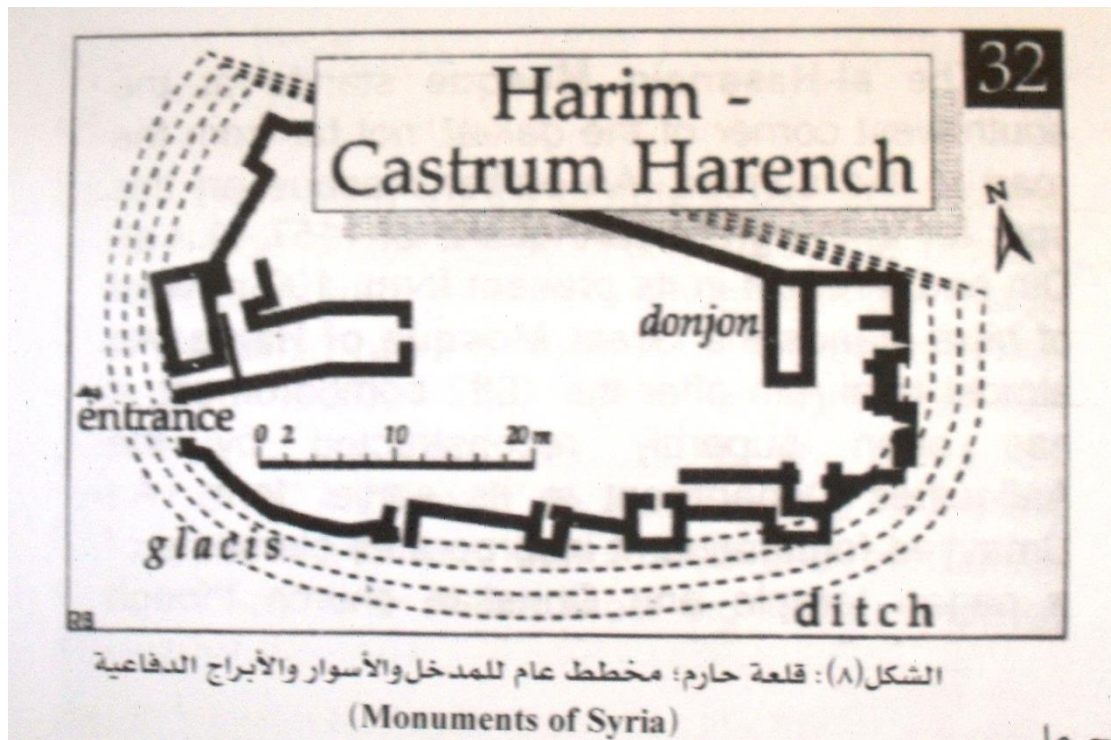 32
Harim -
Castrum Harench
N
donjon
entrance
0 2 10 20 m
glacis
ditch
الشكل(٨): قلعة حارم؛ مخطط عام للمدخل والأسوار والأبراج الدفاعية
(Monuments of Syria)